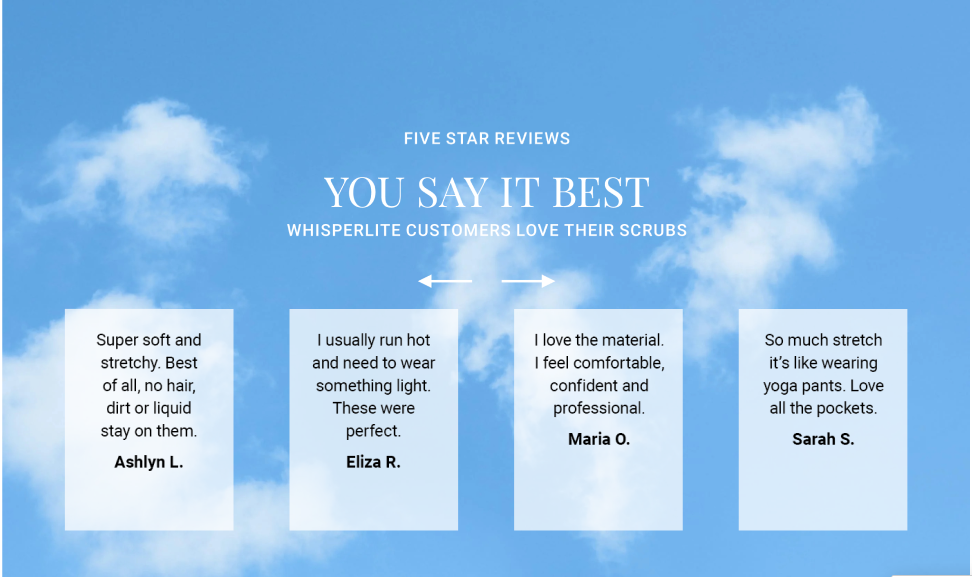 FIVE STAR REVIEWS
YOU SAY IT BEST
WHISPERLITE CUSTOMERS LOVE THEIR SCRUBS
Super soft and
stretchy. Best
of all, no hair,
dirt or liquid
stay on them.
Ashlyn L.
I usually run hot
and need to wear
something light.
These were
perfect.
Eliza R.
I love the material.
I feel comfortable,
confident and
professional.
Maria O.
So much stretch
it's like wearing
yoga pants. Love
all the pockets.
Sarah S.